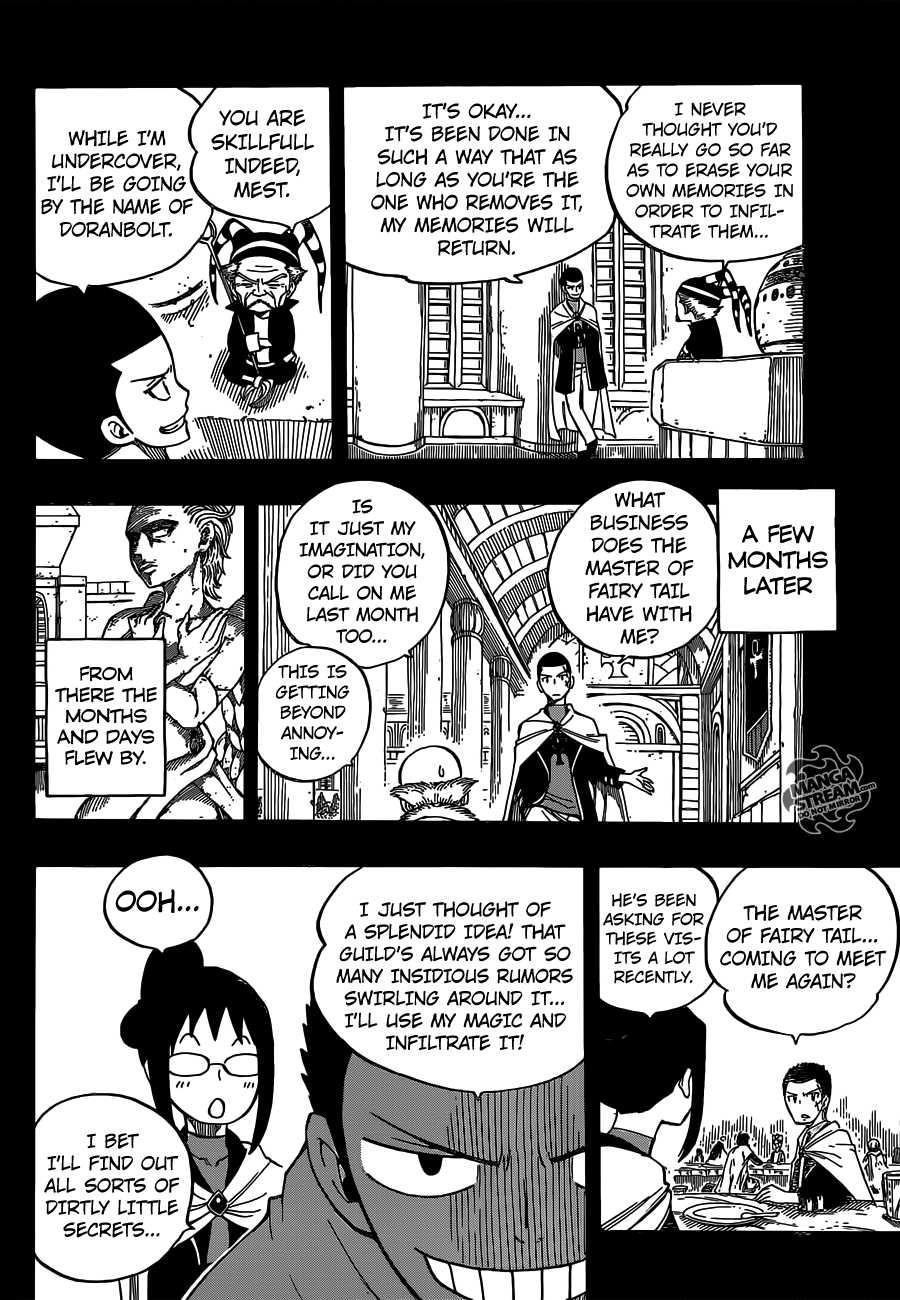 I NEVER
THOUGHT YOU'D
REALLY GO SO FAR
AS TO ERASE YOUR
OWN MEMORIES IN
ORDER TO INFIL-
TRATE THEM...
IT'S OKAY...
IT'S BEEN DONE IN
SUCH A WAY THAT AS
LONG AS YOU'RE THE
ONE WHO REMOVES IT,
MY MEMORIES WILL
RETURN.
YOU ARE
SKILLFULL
INDEED,
MEST.
WHILE I'M
UNDERCOVER,
I'LL BE GOING
BY THE NAME OF
DORANBOLT.
A FEW
MONTHS
LATER
WHAT
BUSINESS
DOES THE
MASTER OF
FAIRY TAIL
HAVE WITH
ME?
IS
IT JUST MY
IMAGINATION,
OR DID YOU
CALL ON ME
LAST MONTH
TOO...
THIS IS
GETTING
BEYOND
ANNOY-
ING...
FROM
THERE THE
MONTHS
AND DAYS
FLEW BY.
MANGA
STREAM.COM
DO NOT MIRROR
THE MASTER
OF FAIRY TAIL...
COMING TO MEET
ME AGAIN?
HE'S BEEN
ASKING FOR
THESE VIS-
ITS A LOT
RECENTLY.
I JUST THOUGHT OF
A SPLENDID IDEA! THAT
GUILD'S ALWAYS GOT SO
MANY INSIDIOUS RUMORS
SWIRLING AROUND IT...
I'LL USE MY MAGIC AND
INFILTRATE IT!
OOH...
I BET
I'LL FIND OUT
ALL SORTS OF
DIRTLY LITTLE
SECRETS...